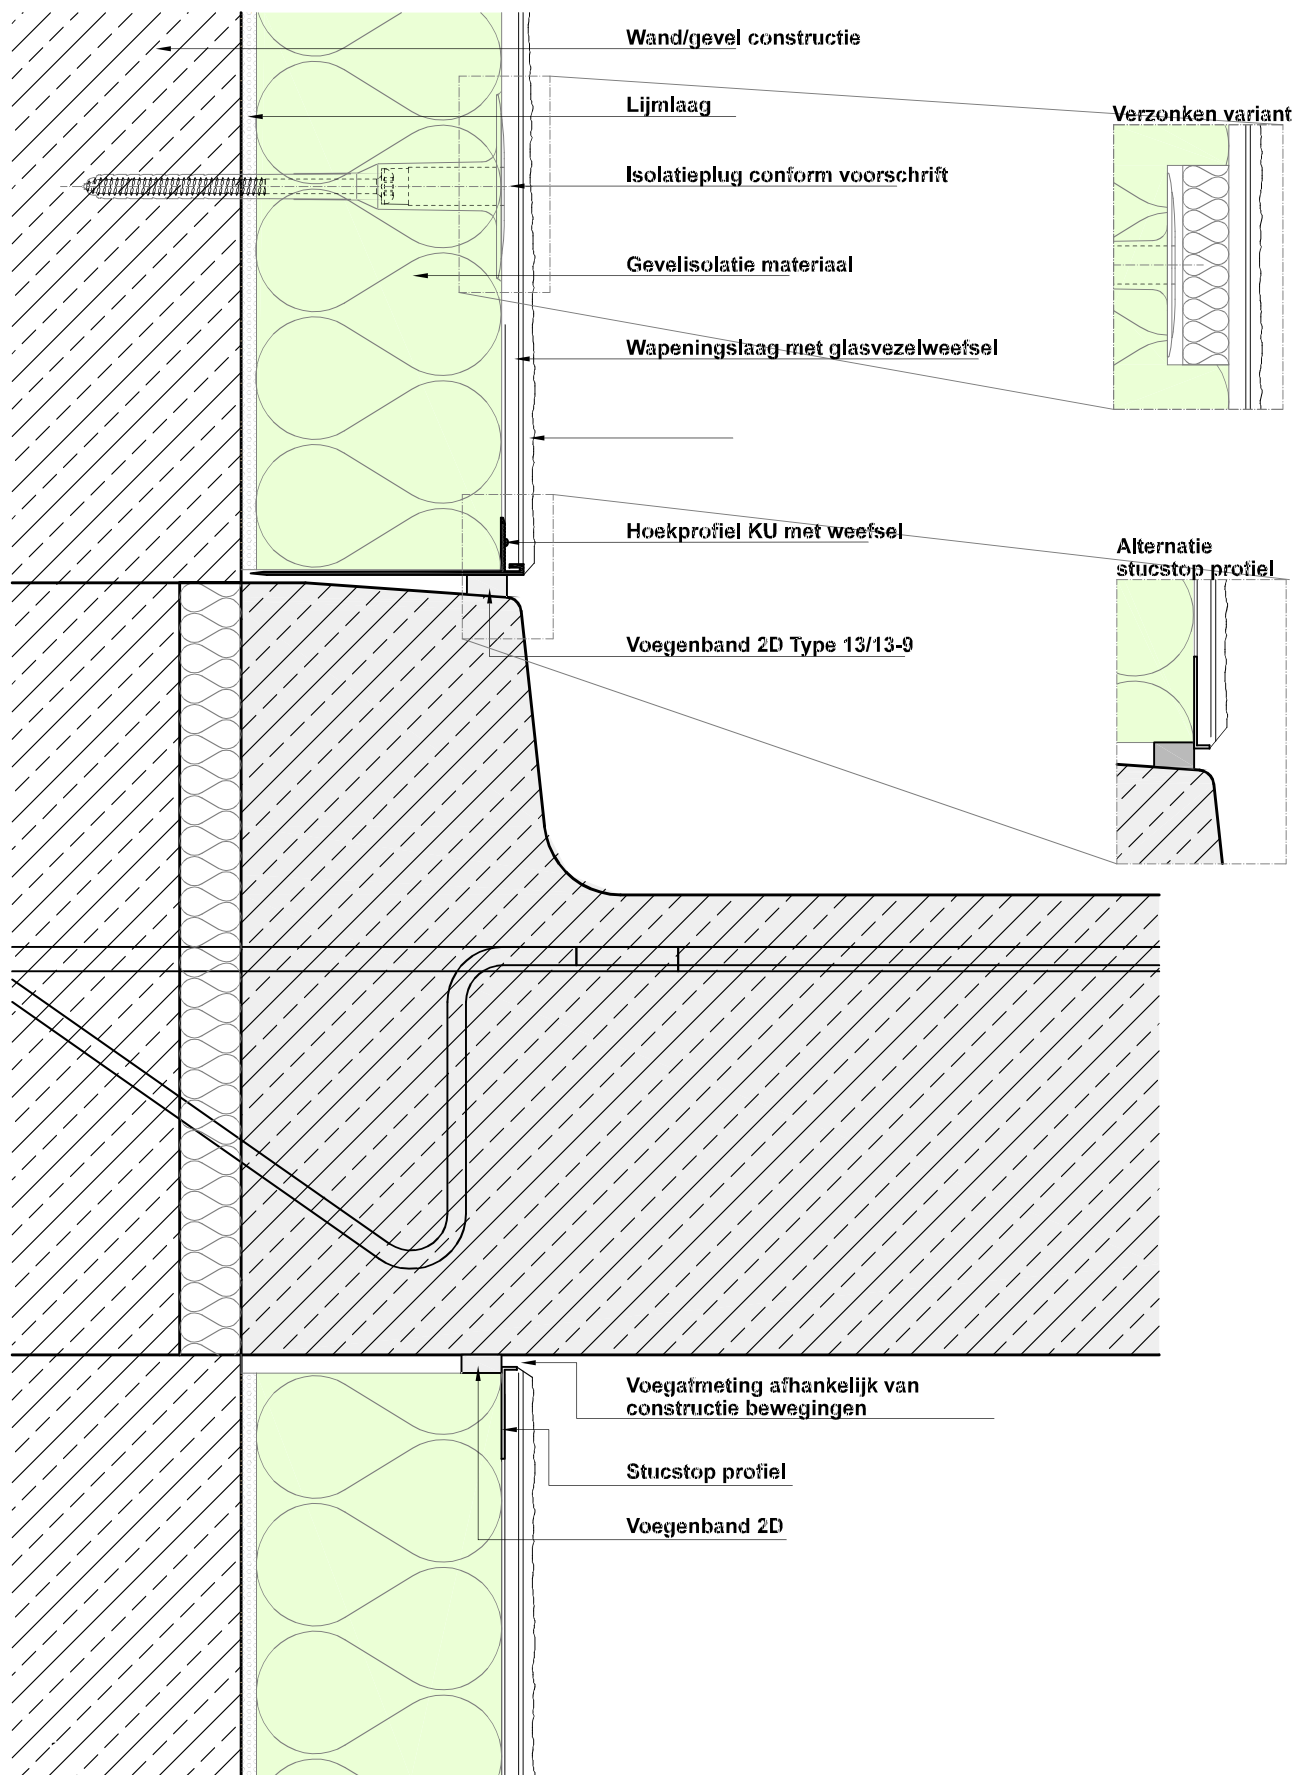 Wand/gevel constructie
Lijmlaag
Verzonken variant
Isolatieplug conform voorschrift
Gevelisolatie materiaal
Wapeningslaag met glasvezelweefsel
Hoekprofiel KU met weefsel
Alternatie
stucstop profiel
Voegenband 2D Type 13/13-9
Voegafmeting afhankelijk van
constructie bewegingen
Stucstop profiel
Voegenband 2D